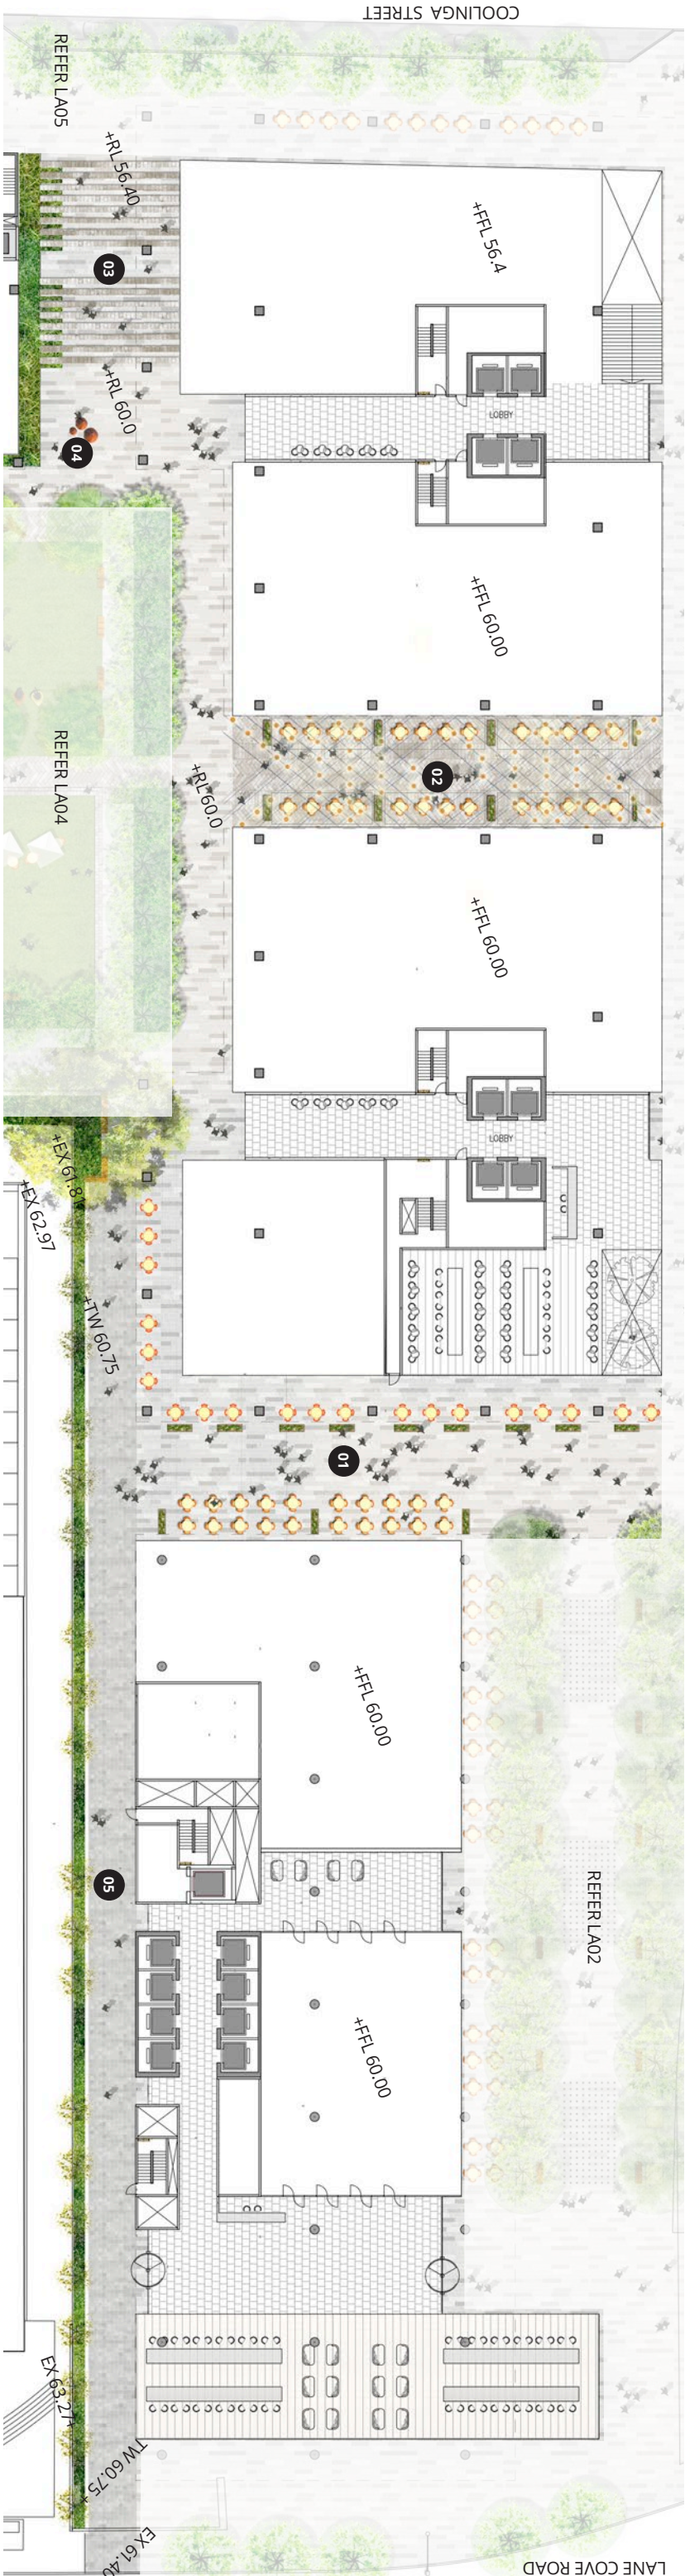 COOLINGA STREET
REFER LA05
+RL 56.40
+FFL 56.4
03
+RL 60.0
LOBBY
04
+FFL 60.00
REFER LA04
+RL 60.0
02
+FFL 60.00
LOBBY
+EX 61.81
+EX 62.97
+TW 60.75
01
+FFL 60.00
05
REFER LA02
+FFL 60.00
EX 63.27+
TW 60.75+
EX 61.40
LANE COVE ROAD